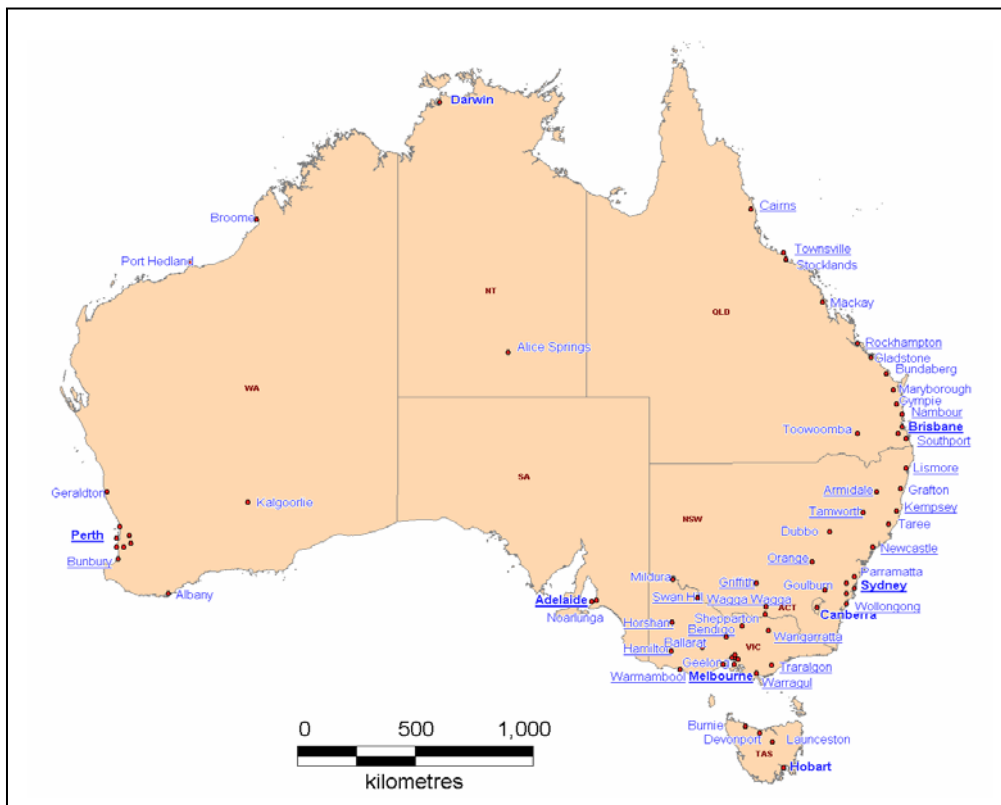 Darwin
Cairns
Broome
Townsville
Port Hedland
Stocklands
NT
Mackay
QLD
Rockhampton
Alice Springs
Gladstone
Bundaberg
WA
Maryborough
Gympie
Nambour
Toowoomba
Brisbane
Southport
Lismore
SA
Geraldton
Armidale
Grafton
Kalgoorlie
Tamworth
Kempsey
NSW
Taree
Perth
Dubbo
Newcastle
Bunbury
Orange
Mildura
Parramatta
Griffith
Goulburn
Sydney
Albany
Adelaide
Swan Hill
Wagga Wagga
ACT
Wollongong
Noarlunga
Canberra
Horsham
Shepparton
Bendigo
Wangarratta
Hamilton
Ballarat
VIC
Geelong
Traralgon
Warrnambool
Melbourne
Warragul
Burnie
0 500 1,000
Devonport
Launceston
TAS
Hobart
kilometres